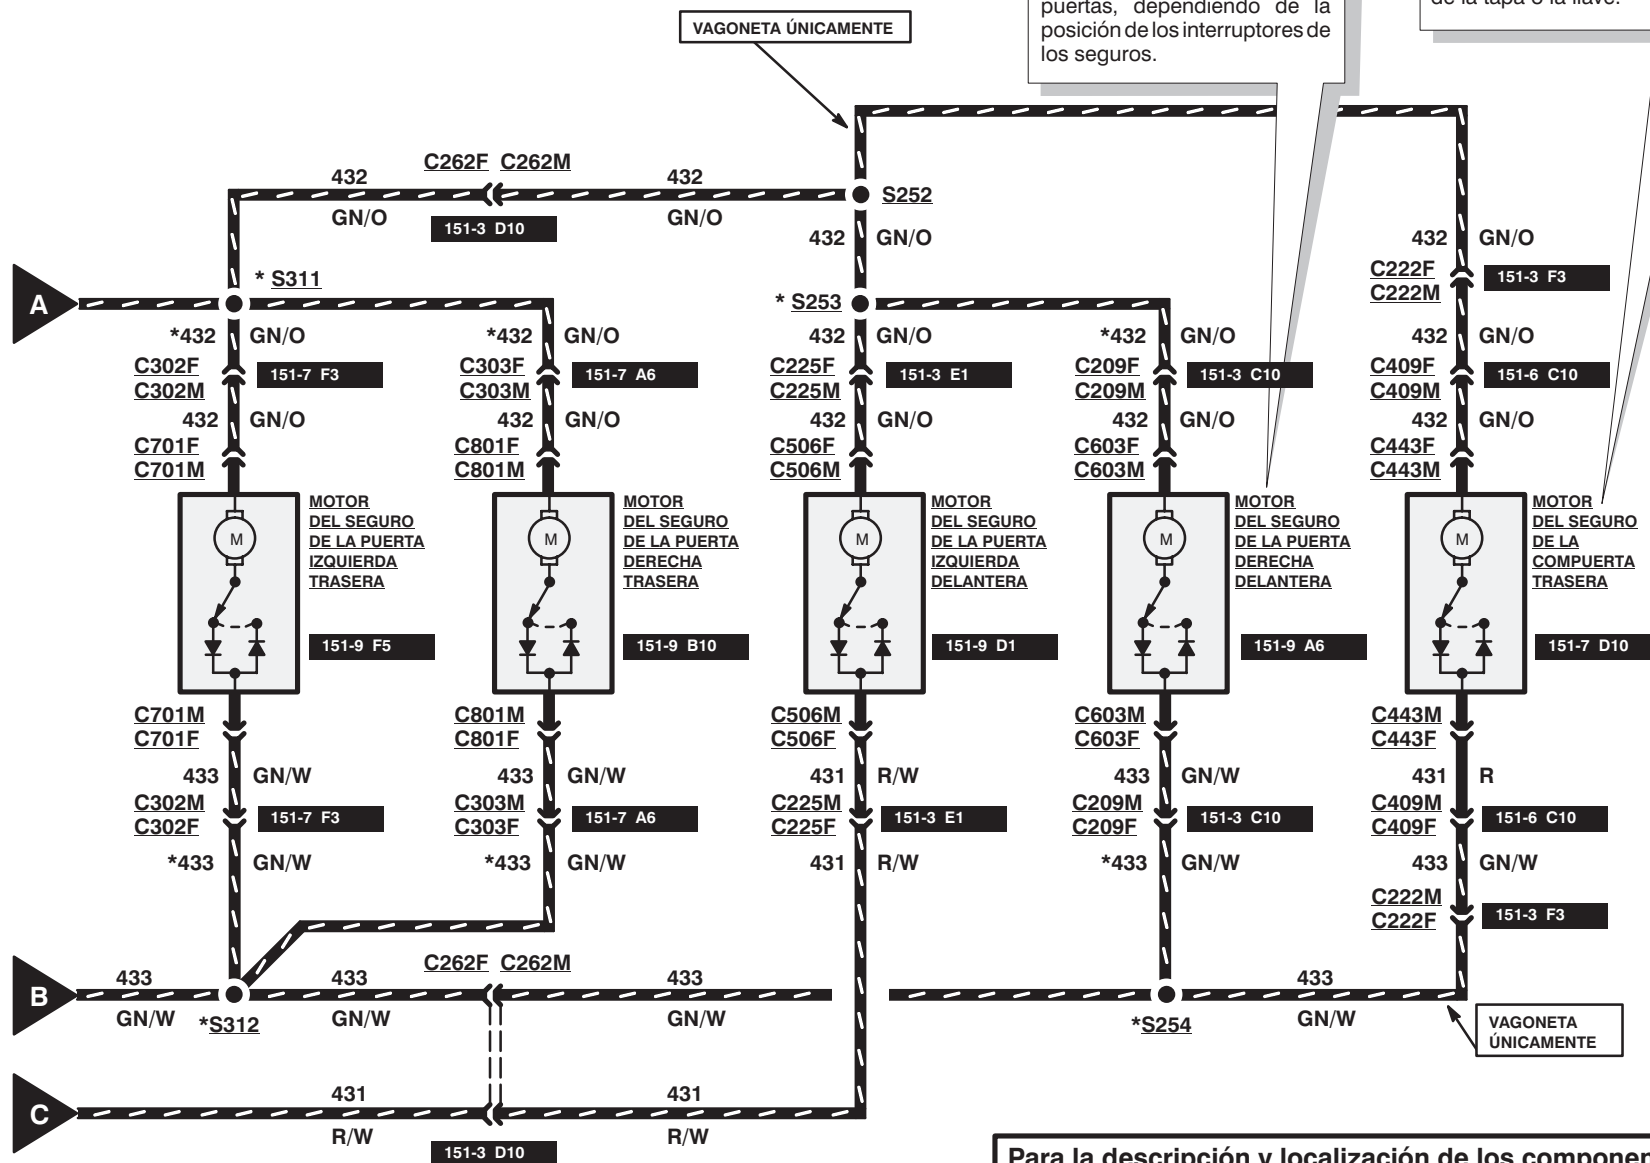 puertas, dependiendo de la
posición de los interruptores de
los seguros.
VAGONETA ÚNICAMENTE
C262F C262M
432 432
GN/O GN/O
151-3 D10
S252
432 GN/O
432 GN/O
C222F
C222M
151-3 F3
A
* S311
* S253
*432 GN/O
*432 GN/O
432 GN/O
*432 GN/O
432 GN/O
C302F
C302M
151-7 F3
C303F
C303M
151-7 A6
C225F
C225M
151-3 E1
C209F
C209M
151-3 C10
C409F
C409M
151-6 C10
432 GN/O
432 GN/O
432 GN/O
432 GN/O
432 GN/O
C701F
C701M
C801F
C801M
C506F
C506M
C603F
C603M
C443F
C443M
M
MOTOR
DEL SEGURO
DE LA PUERTA
IZQUIERDA
TRASERA
151-9 F5
M
MOTOR
DEL SEGURO
DE LA PUERTA
DERECHA
TRASERA
151-9 B10
M
MOTOR
DEL SEGURO
DE LA PUERTA
IZQUIERDA
DELANTERA
151-9 D1
M
MOTOR
DEL SEGURO
DE LA PUERTA
DERECHA
DELANTERA
151-9 A6
M
MOTOR
DEL SEGURO
DE LA
COMPUERTA
TRASERA
151-7 D10
C701M
C701F
C801M
C801F
C506M
C506F
C603M
C603F
C443M
C443F
433 GN/W
433 GN/W
431 R/W
433 GN/W
431 R
C302M
C302F
151-7 F3
C303M
C303F
151-7 A6
C225M
C225F
151-3 E1
C209M
C209F
151-3 C10
C409M
C409F
151-6 C10
*433 GN/W
*433 GN/W
431 R/W
*433 GN/W
433 GN/W
C222M
C222F
151-3 F3
B
433
GN/W
*S312
433
GN/W
C262F C262M
433
GN/W
*S254
433
GN/W
VAGONETA
ÚNICAMENTE
C
431 431
R/W R/W
151-3 D10
Para la descripción y localización de los